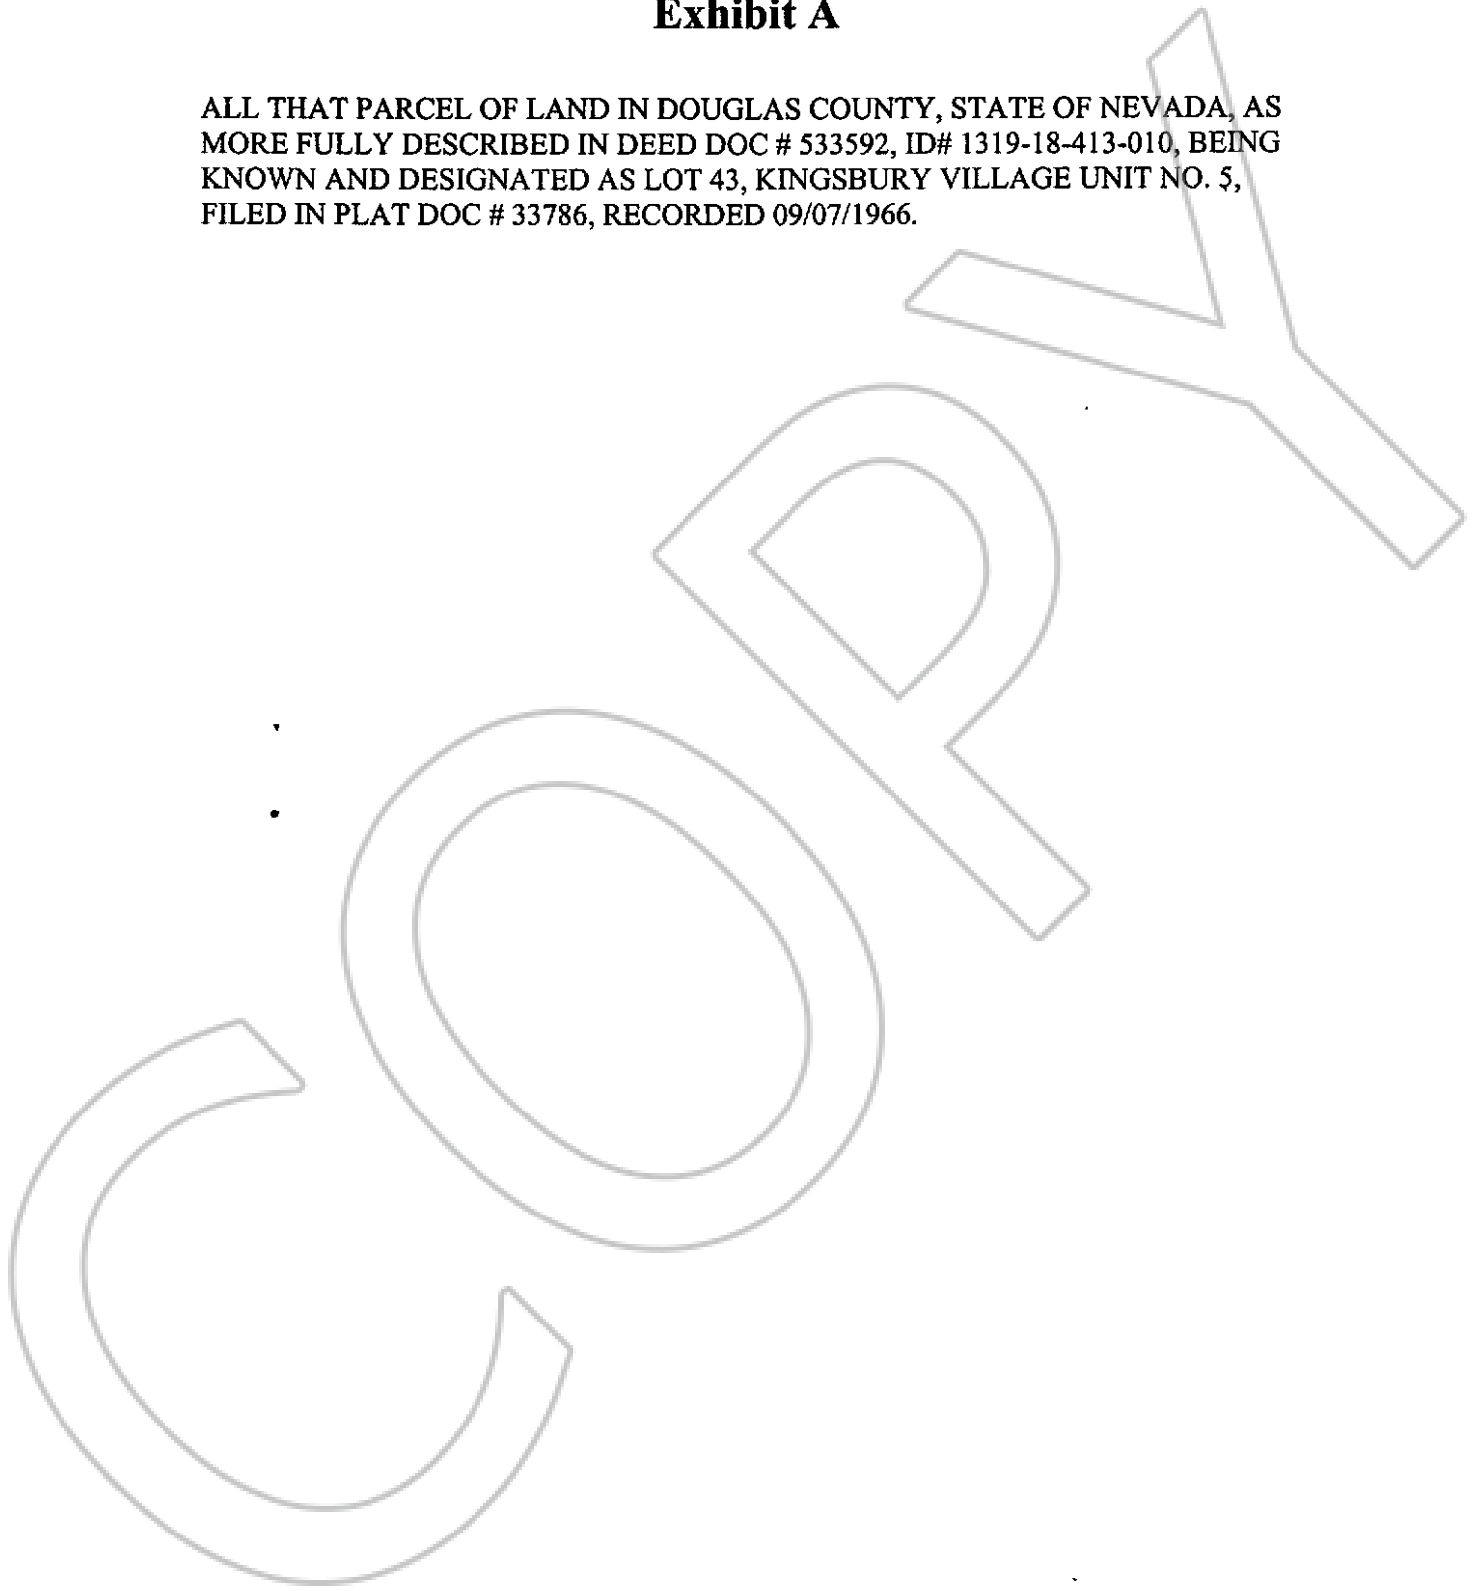 Exhibit A
ALL THAT PARCEL OF LAND IN DOUGLAS COUNTY, STATE OF NEVADA, AS
MORE FULLY DESCRIBED IN DEED DOC # 533592, ID# 1319-18-413-010, BEING
KNOWN AND DESIGNATED AS LOT 43, KINGSBURY VILLAGE UNIT NO. 5,
FILED IN PLAT DOC # 33786, RECORDED 09/07/1966.
COPY